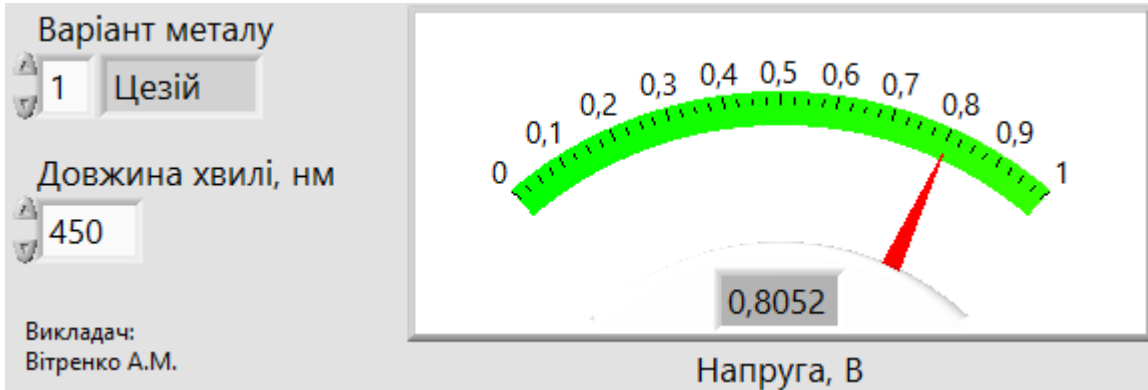 Варіант металу
1 Цезій
Довжина хвилі, нм
450
Викладач:
Вітренко А.М.
0 0,1 0,2 0,3 0,4 0,5 0,6 0,7 0,8 0,9 1
0,8052
Напруга, В